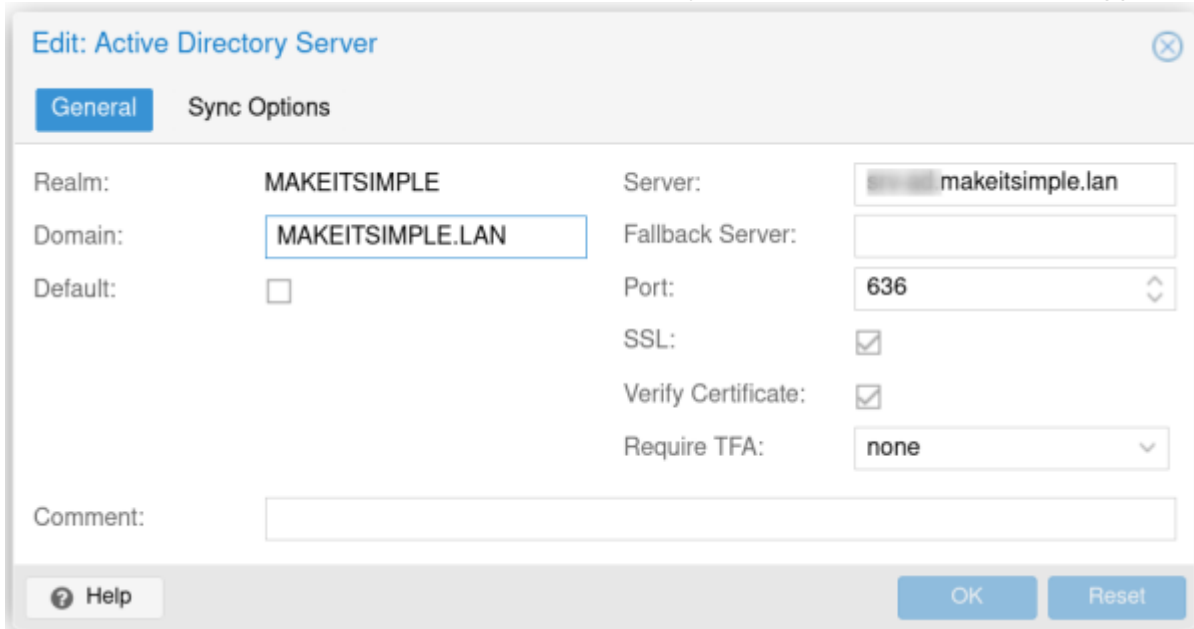 Edit: Active Directory Server
General Sync Options
Realm: MAKEITSIMPLE Server: makeitsimple.lan
Domain: MAKEITSIMPLE.LAN Fallback Server:
Default: Port: 636
SSL:
Verify Certificate:
Require TFA: none
Comment:
Help OK Reset